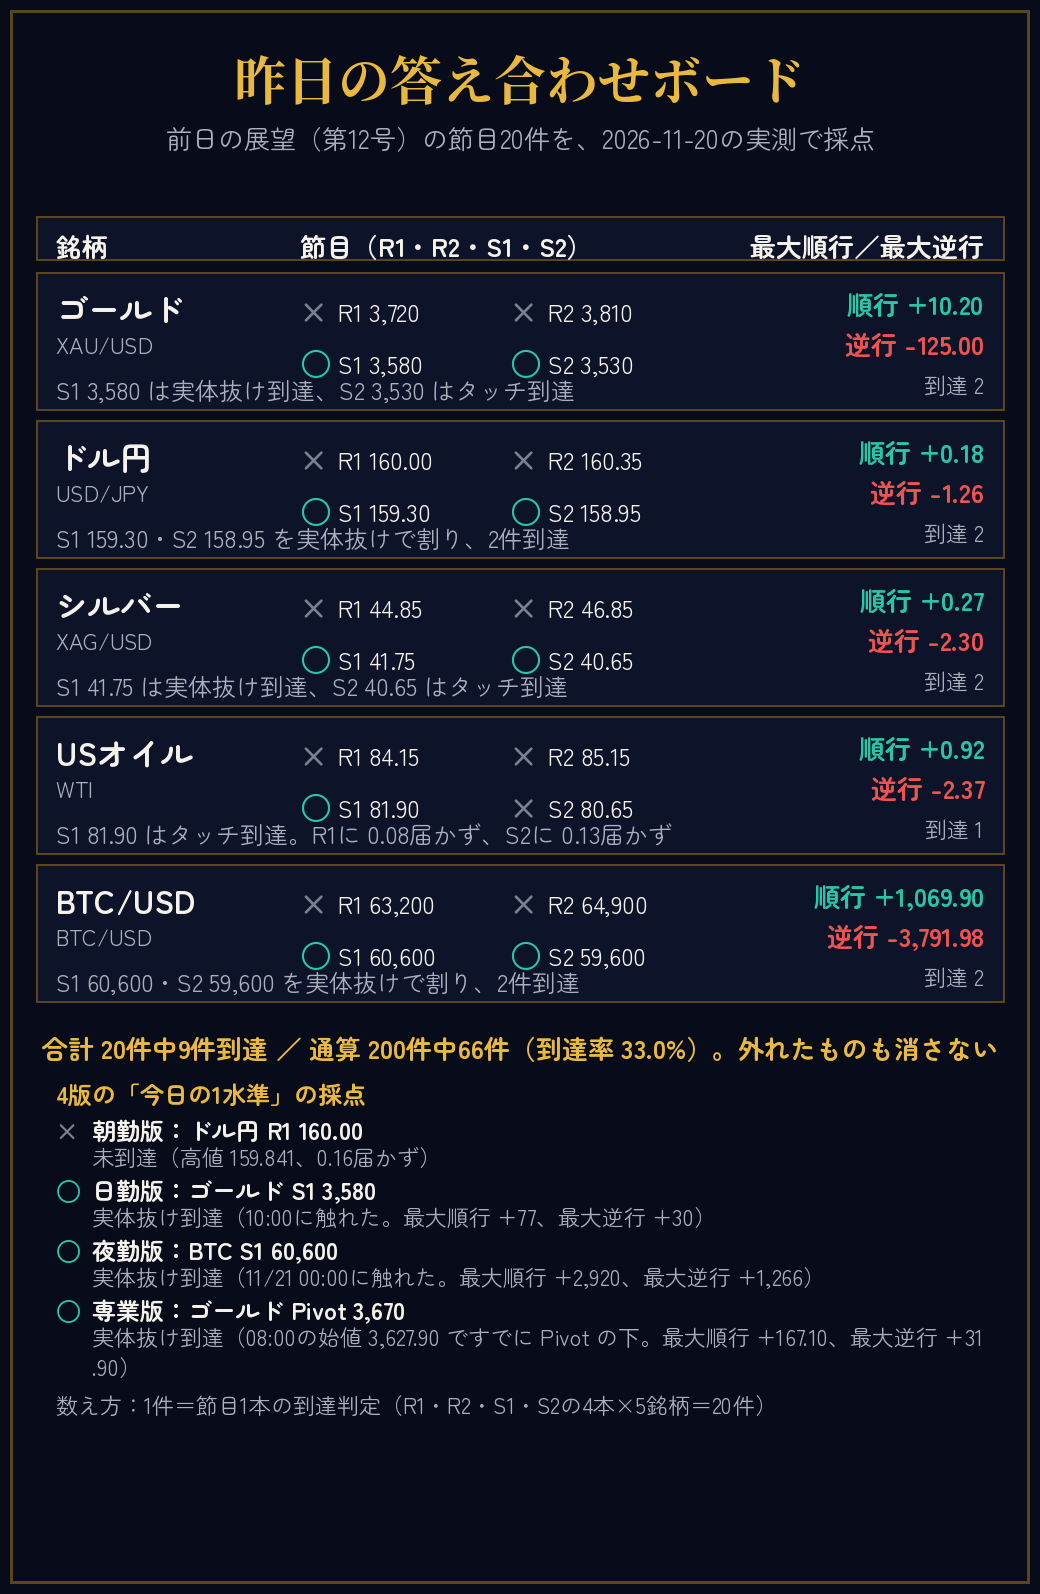 昨日の答え合わせボード
前日の展望（第12号）の節目20件を、2026-11-20の実測で採点
銘柄 節目（R1・R2・S1・S2） 最大順行／最大逆行
ゴールド × R1 3,720 × R2 3,810 順行 +10.20
XAU/USD 逆行 -125.00
○ S1 3,580 ○ S2 3,530
S1 3,580 は実体抜け到達、S2 3,530 はタッチ到達 到達 2
ドル円 × R1 160.00 × R2 160.35 順行 +0.18
USD/JPY 逆行 -1.26
○ S1 159.30 ○ S2 158.95
S1 159.30・S2 158.95 を実体抜けで割り、2件到達 到達 2
シルバー × R1 44.85 × R2 46.85 順行 +0.27
XAG/USD 逆行 -2.30
○ S1 41.75 ○ S2 40.65
S1 41.75 は実体抜け到達、S2 40.65 はタッチ到達 到達 2
USオイル × R1 84.15 × R2 85.15 順行 +0.92
WTI 逆行 -2.37
○ S1 81.90 × S2 80.65
S1 81.90 はタッチ到達。R1に 0.08届かず、S2に 0.13届かず 到達 1
BTC/USD × R1 63,200 × R2 64,900 順行 +1,069.90
BTC/USD 逆行 -3,791.98
○ S1 60,600 ○ S2 59,600
S1 60,600・S2 59,600 を実体抜けで割り、2件到達 到達 2
合計 20件中9件到達 ／ 通算 200件中66件（到達率 33.0%）。外れたものも消さない
4版の「今日の1水準」の採点
× 朝勤版：ドル円 R1 160.00
未到達（高値 159.841、0.16届かず）
○ 日勤版：ゴールド S1 3,580
実体抜け到達（10:00に触れた。最大順行 +77、最大逆行 +30）
○ 夜勤版：BTC S1 60,600
実体抜け到達（11/21 00:00に触れた。最大順行 +2,920、最大逆行 +1,266）
○ 専業版：ゴールド Pivot 3,670
実体抜け到達（08:00の始値 3,627.90 ですでに Pivot の下。最大順行 +167.10、最大逆行 +31
.90）
数え方：1件＝節目1本の到達判定（R1・R2・S1・S2の4本×5銘柄＝20件）